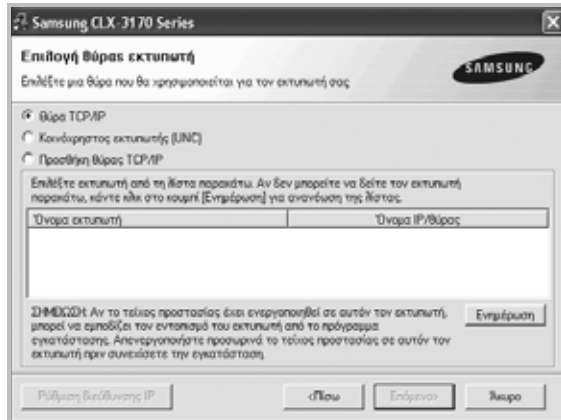 Samsung CLX-3170 Series
Επιλογή θύρας εκτυπωτή
Επιλέξτε μια θύρα που θα χρησιμοποιείται για τον εκτυπωτή σας
SAMSUNG
Θύρα TCP/IP
Κοινόχρηστος εκτυπωτής (UNC)
Προσθήκη θύρας TCP/IP
Επιλέξτε εκτυπωτή από τη λίστα παρακάτω. Αν δεν μπορείτε να δείτε τον εκτυπωτή
παρακάτω, κάντε κλικ στο κουμπί [Ενημέρωση] για ανανέωση της λίστας.
Όνομα εκτυπωτή
Όνομα IP/Θύρας
ΣΗΜΕΙΩΣΗ: Αν το τείχος προστασίας έχει ενεργοποιηθεί σε αυτόν τον εκτυπωτή,
μπορεί να εμποδίζει τον εντοπισμό του εκτυπωτή από το πρόγραμμα
εγκατάστασης. Απενεργοποιήστε προσωρινά το τείχος προστασίας σε αυτόν τον
εκτυπωτή πριν συνεχίσετε την εγκατάσταση.
Ενημέρωση
Ρύθμιση διεύθυνσης IP
<Πίσω
Επόμενο>
Άκυρο